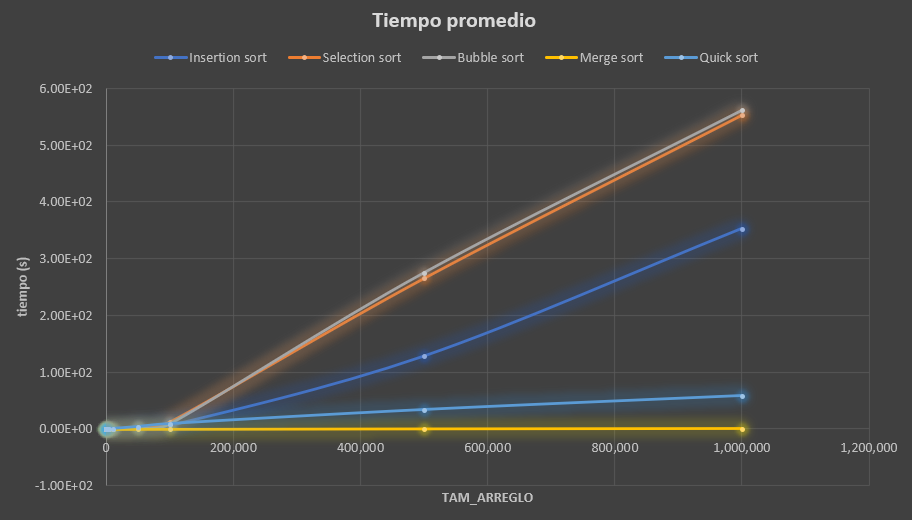 Tiempo promedio
Insertion sort Selection sort Bubble sort Merge sort Quick sort
6.00E+02
5.00E+02
4.00E+02
3.00E+02
2.00E+02
1.00E+02
0.00E+00
-1.00E+02
tiempo (s)
0 200,000 400,000 600,000 800,000 1,000,000 1,200,000
TAM_ARREGLO